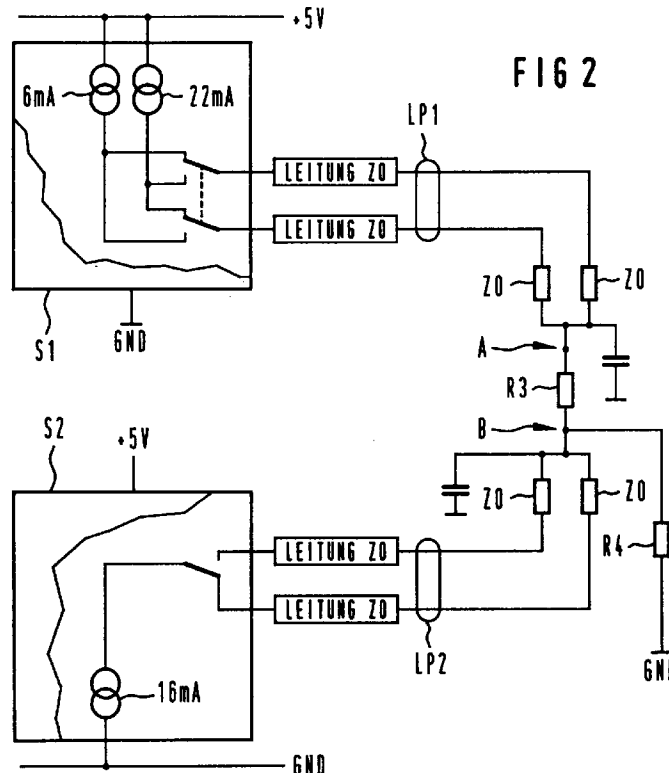 +5V
FIG 2
6mA
22mA
LP1
LEITUNG Z0
LEITUNG Z0
Z0
Z0
S1
GND
A
R3
B
S2
+5V
Z0
Z0
R4
LEITUNG Z0
LEITUNG Z0
LP2
GND
16mA
GND